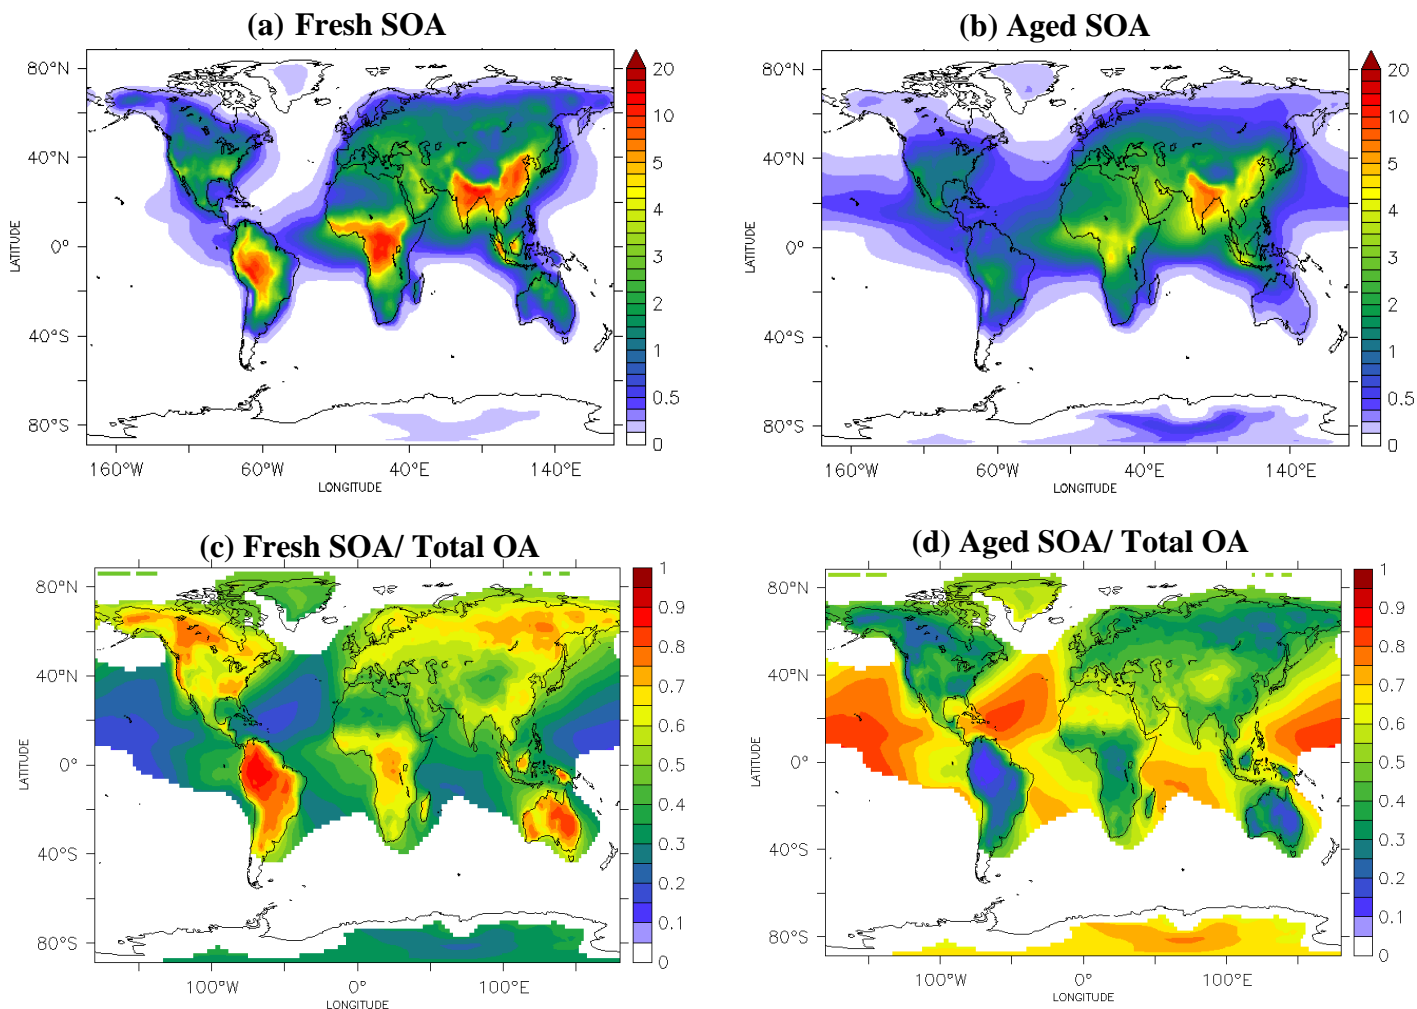 (a) Fresh SOA
80°N
40°N
0°
40°S
80°S
LATITUDE
160°W 60°W 40°E 140°E
LONGITUDE
20
10
5
4
3
2
1
0.5
0
(b) Aged SOA
80°N
40°N
0°
40°S
80°S
LATITUDE
160°W 60°W 40°E 140°E
LONGITUDE
20
10
5
4
3
2
1
0.5
0
(c) Fresh SOA/ Total OA
80°N
40°N
0°
40°S
80°S
LATITUDE
100°W 0° 100°E
LONGITUDE
1
0.9
0.8
0.7
0.6
0.5
0.4
0.3
0.2
0.1
0
(d) Aged SOA/ Total OA
80°N
40°N
0°
40°S
80°S
LATITUDE
100°W 0° 100°E
LONGITUDE
1
0.9
0.8
0.7
0.6
0.5
0.4
0.3
0.2
0.1
0